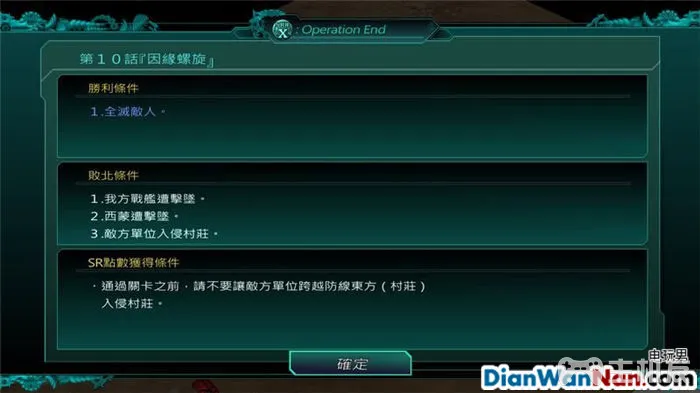 X : Operation End
第10話『因緣螺旋』
勝利條件
1.全滅敵人。
敗北條件
1.我方戰艦遭擊墜。
2.西蒙遭擊墜。
3.敵方單位入侵村莊。
SR點數獲得條件
·通過關卡之前，請不要讓敵方單位跨越防線東方（村莊）
入侵村莊。
確定
电玩男
DianWanNan.com